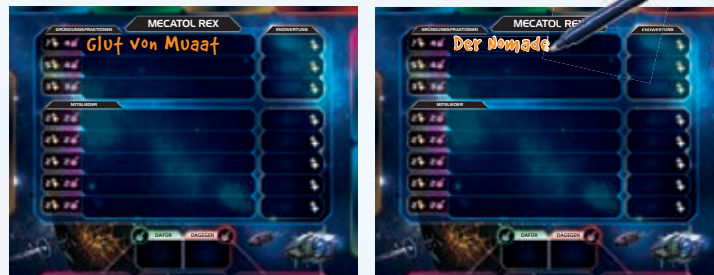 MECATOL REX
GRÜNDUNGSFRAKTIONEN
ENDWERTUNG
Glut von Muaat
MITGLIEDER
DAFÜR
DAGEGEN
MECATOL REX
GRÜNDUNGSFRAKTIONEN
ENDWERTUNG
Der Nomade
MITGLIEDER
DAFÜR
DAGEGEN